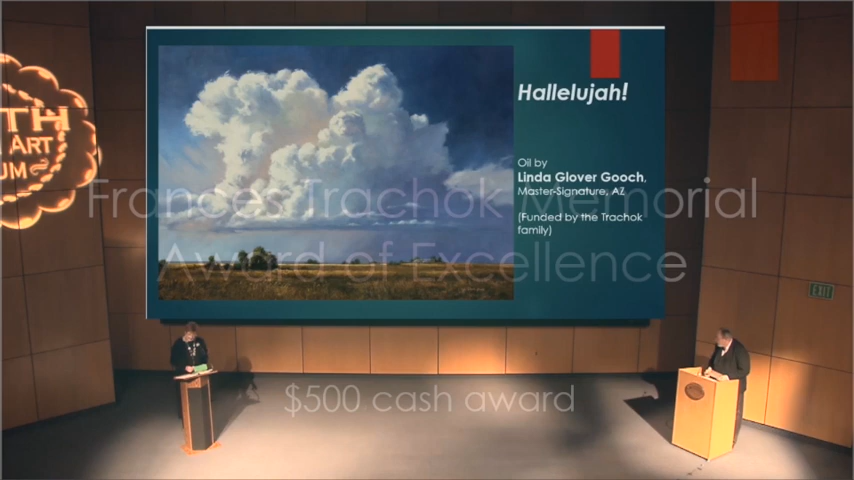 TH
ART
UM
Hallelujah!
Oil by
Linda Glover Gooch,
Master-Signature, AZ
(Funded by the Trachok
family)
Frances Trachok Memorial
Award of Excellence
EXIT
$500 cash award